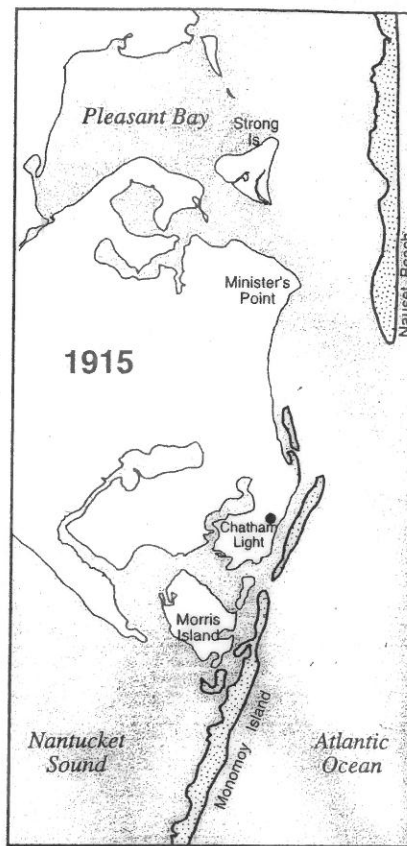 Pleasant Bay
Strong
Is
Minister's
Point
Nauset Beach
1915
Chatham
Light
Morris
Island
Monomoy Island
Nantucket
Sound
Atlantic
Ocean